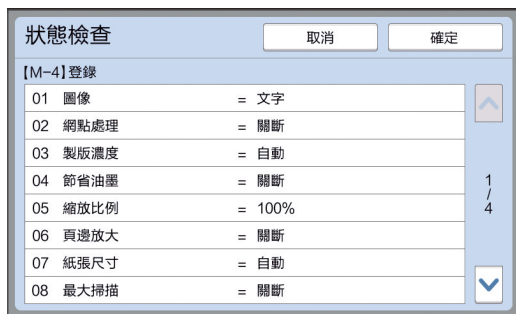 狀態檢查 取消 確定
【M-4】登錄
01 圖像 = 文字
02 網點處理 = 關斷
03 製版濃度 = 自動
04 節省油墨 = 關斷
05 縮放比例 = 100%
06 頁邊放大 = 關斷
07 紙張尺寸 = 自動
08 最大掃描 = 關斷
1/4